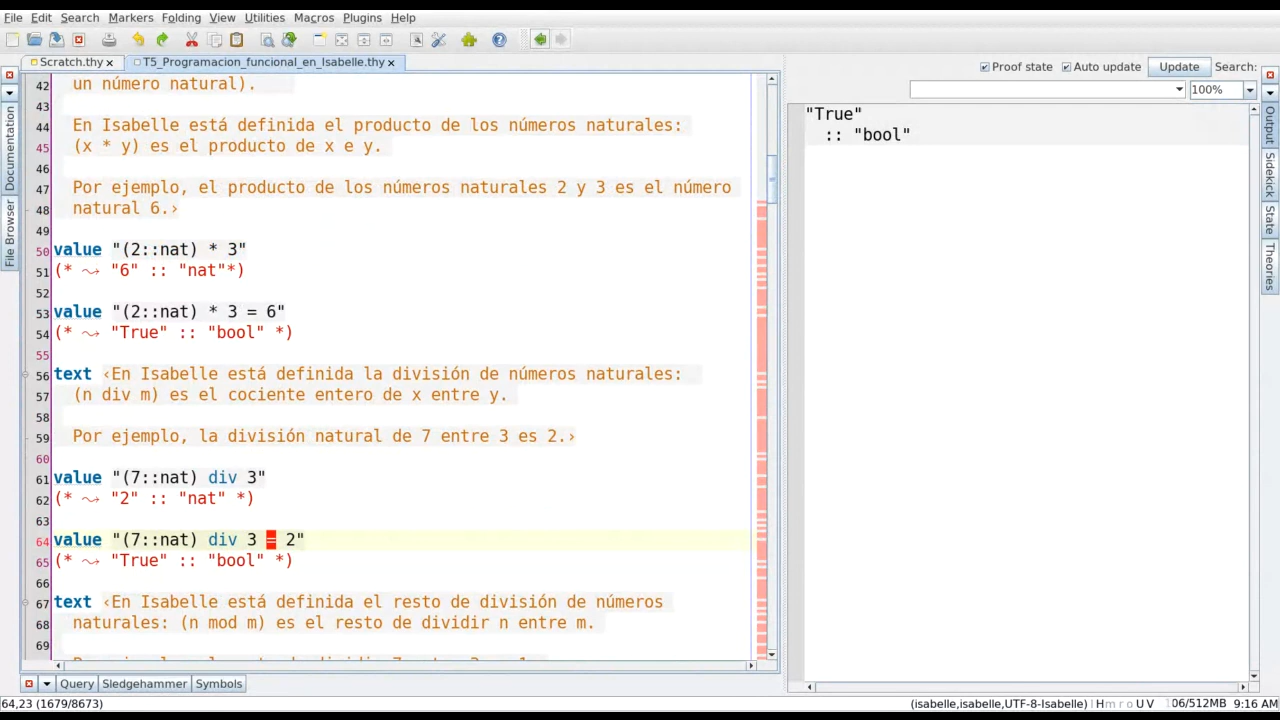 File Edit Search Markers Folding View Utilities Macros Plugins Help
Scratch.thy T5_Programacion_funcional_en_Isabelle.thy
Proof state Auto update Update Search:
100%
Documentation
File Browser
Output
Sidekick
State
Theories
42 un número natural).
43
44 En Isabelle está definida el producto de los números naturales:
45 (x * y) es el producto de x e y.
46
47 Por ejemplo, el producto de los números naturales 2 y 3 es el número
48 natural 6.›
49
50 value "(2::nat) * 3"
51 (* ⤳ "6" :: "nat"*)
52
53 value "(2::nat) * 3 = 6"
54 (* ⤳ "True" :: "bool" *)
55
56 text ‹En Isabelle está definida la división de números naturales:
57 (n div m) es el cociente entero de x entre y.
58
59 Por ejemplo, la división natural de 7 entre 3 es 2.›
60
61 value "(7::nat) div 3"
62 (* ⤳ "2" :: "nat" *)
63
64 value "(7::nat) div 3 = 2"
65 (* ⤳ "True" :: "bool" *)
66
67 text ‹En Isabelle está definida el resto de división de números
68 naturales: (n mod m) es el resto de dividir n entre m.
69
"True"
:: "bool"
Query Sledgehammer Symbols
64,23 (1679/8673)
(isabelle,isabelle,UTF-8-Isabelle) H m r o U V 06/512MB 9:16 AM